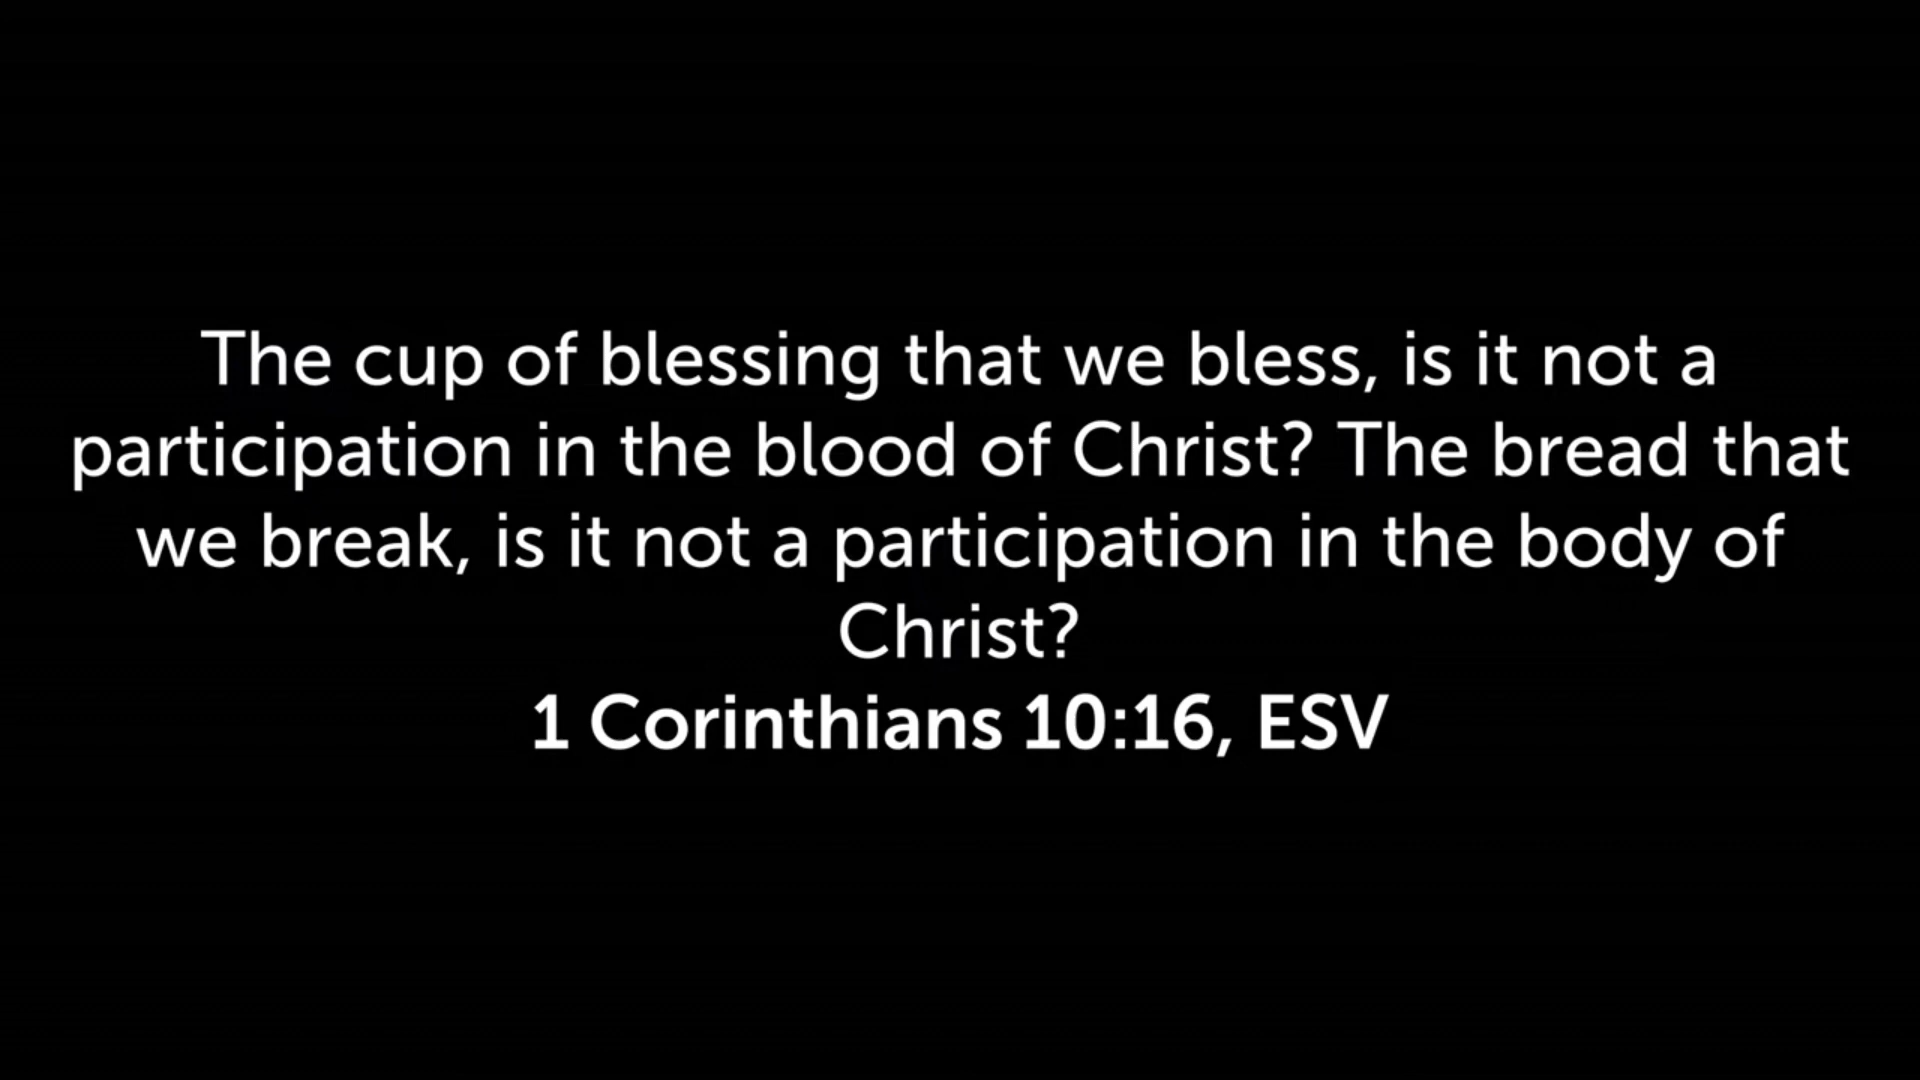 The cup of blessing that we bless, is it not a
participation in the blood of Christ? The bread that
we break, is it not a participation in the body of
Christ?
1 Corinthians 10:16, ESV